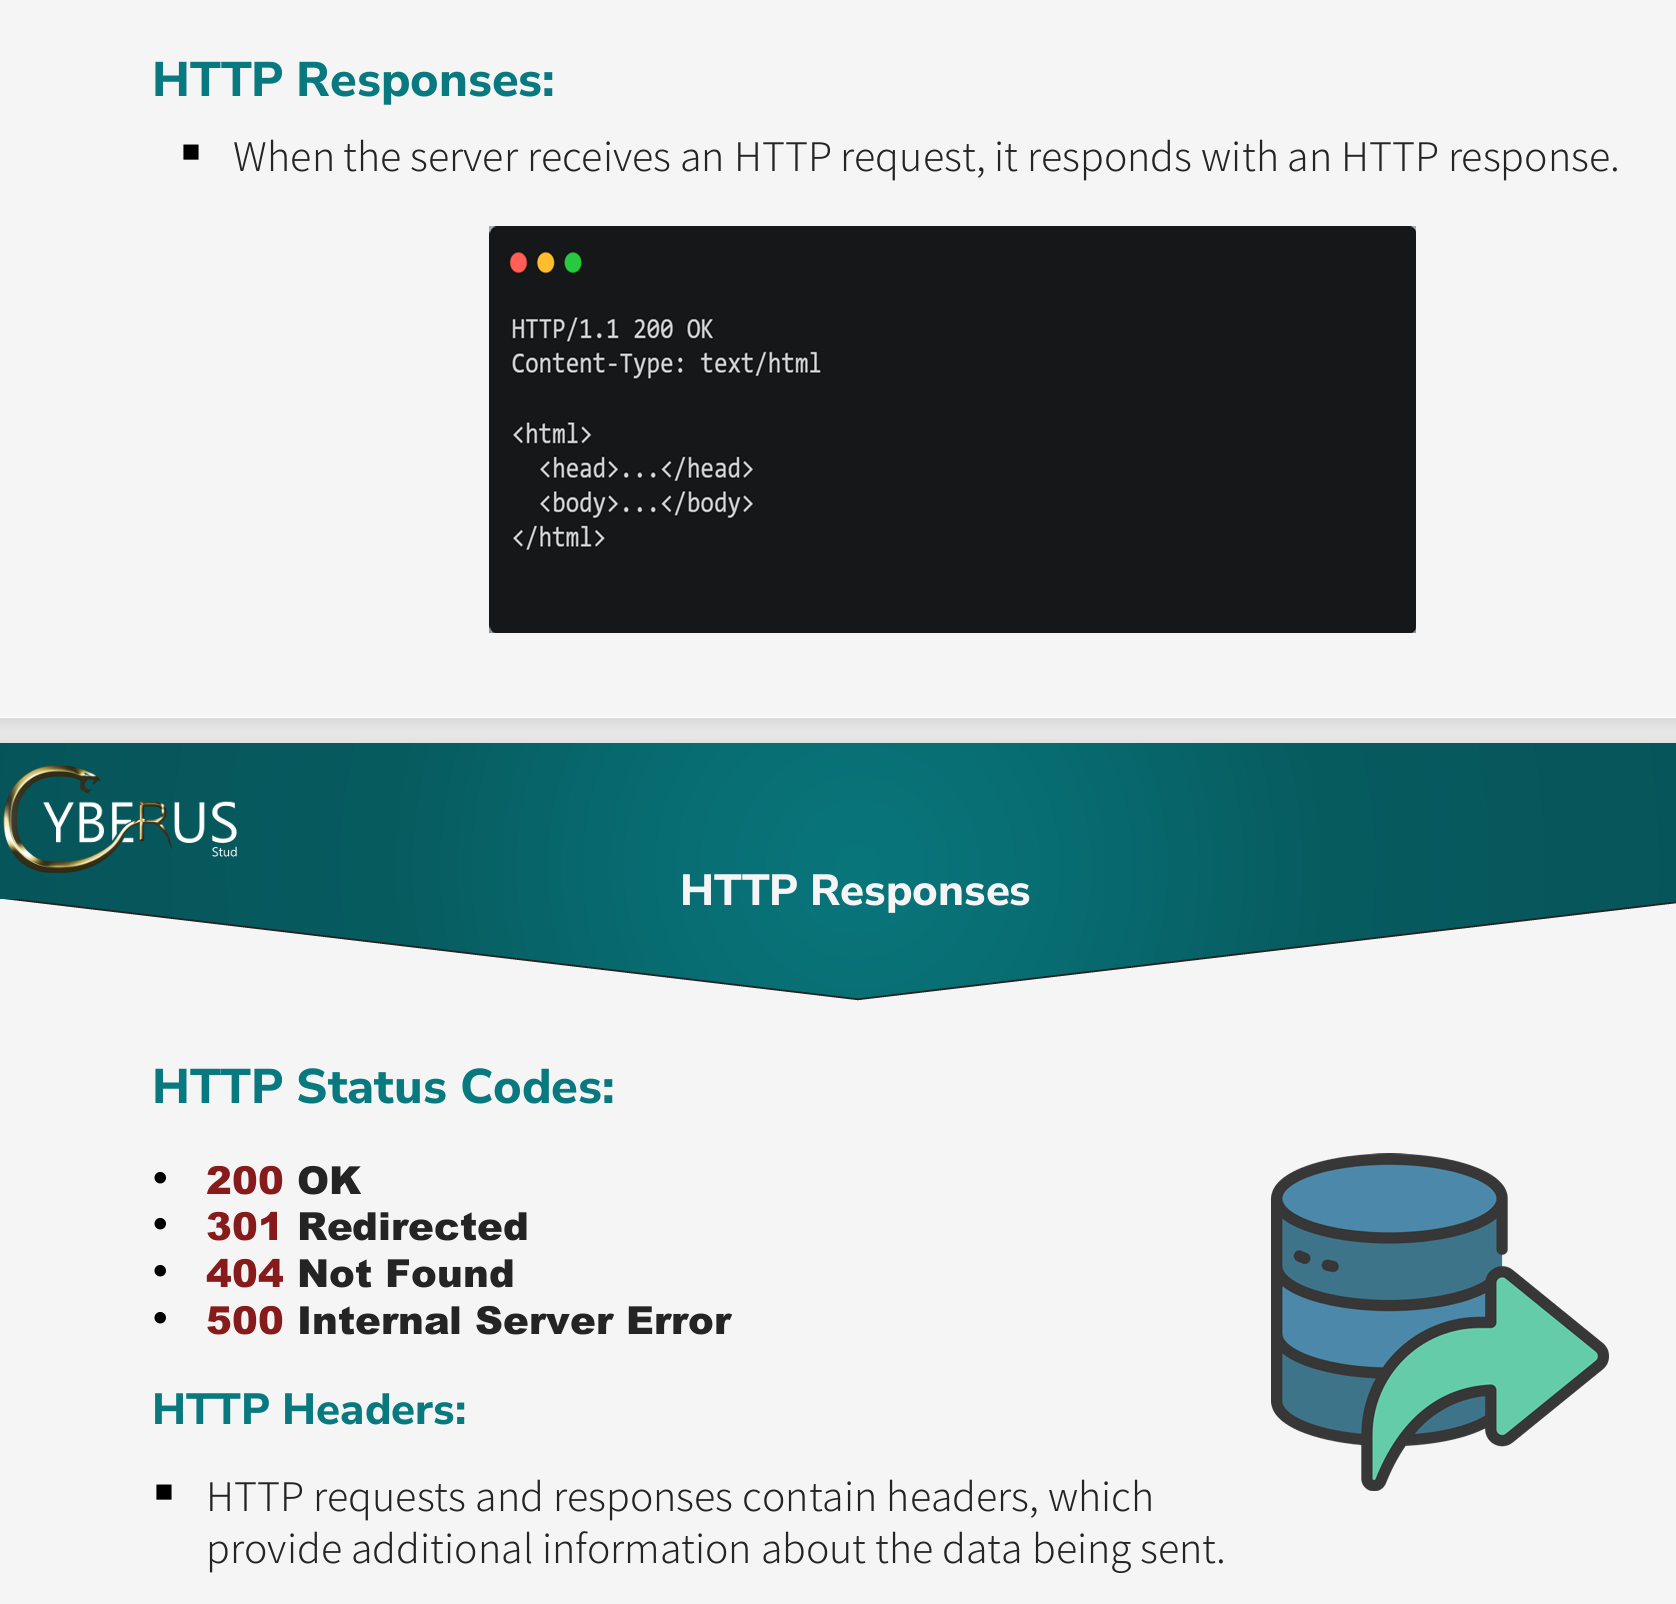 HTTP Responses:
▪ When the server receives an HTTP request, it responds with an HTTP response.
HTTP/1.1 200 OK
Content-Type: text/html
<html>
  <head>...</head>
  <body>...</body>
</html>
CYBERUS
Stud
HTTP Responses
HTTP Status Codes:
• 200 OK
• 301 Redirected
• 404 Not Found
• 500 Internal Server Error
HTTP Headers:
▪ HTTP requests and responses contain headers, which
provide additional information about the data being sent.